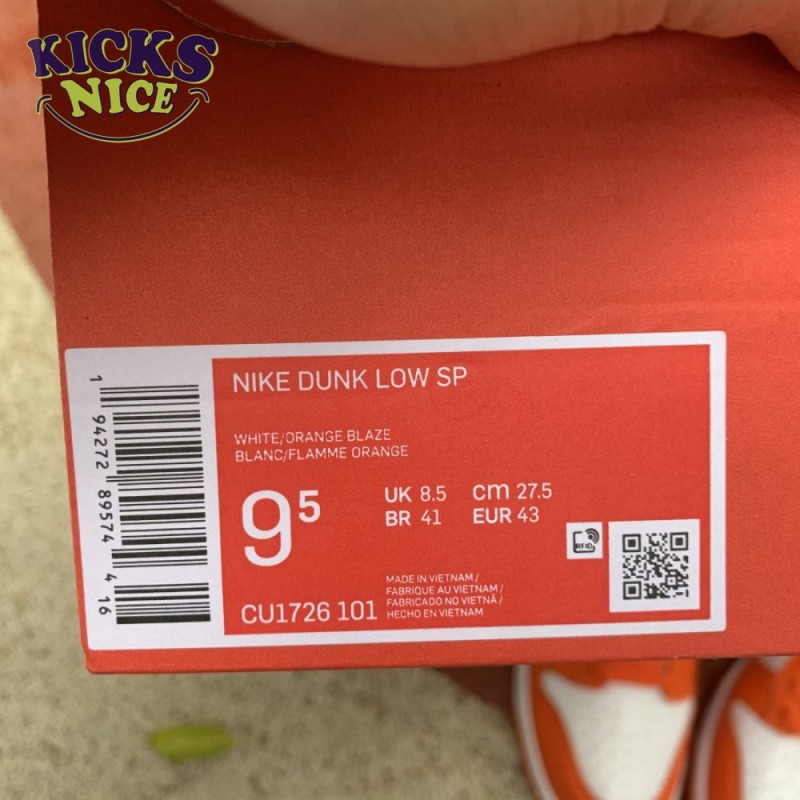 KICKS
NICE
NIKE DUNK LOW SP
WHITE/ORANGE BLAZE
BLANC/FLAMME ORANGE
9⁵
UK 8.5 cm 27.5
BR 41 EUR 43
RFID
MADE IN VIETNAM /
FABRIQUE AU VIETNAM /
FABRICADO NO VIETNÃ /
HECHO EN VIETNAM
CU1726 101
1 94272 89574 4 16